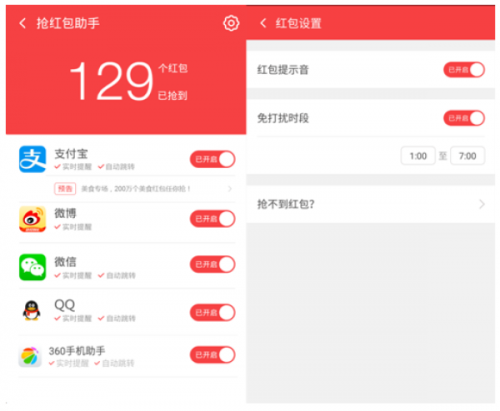 抢红包助手
129
个红包
已抢到
支付宝
实时提醒 自动跳转
已开启
预告 美食专场，200万个美食红包任你抢！
微博
实时提醒
已开启
微信
实时提醒 自动跳转
已开启
QQ
实时提醒 自动跳转
已开启
360手机助手
实时提醒 自动跳转
已开启
红包设置
红包提示音
已开启
免打扰时段
已开启
1:00 至 7:00
抢不到红包?